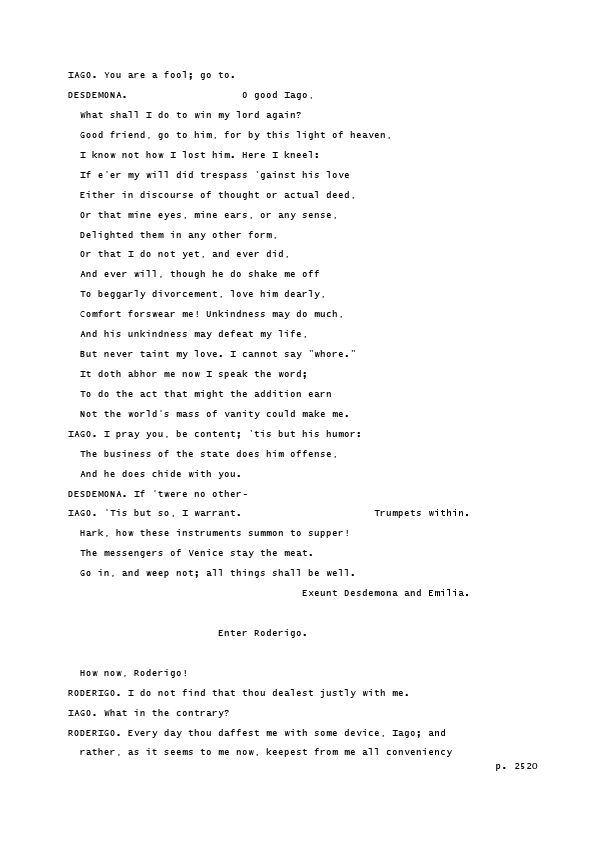 IAGO. You are a fool; go to.
DESDEMONA.                   O good Iago,
  What shall I do to win my lord again?
  Good friend, go to him, for by this light of heaven,
  I know not how I lost him. Here I kneel:
  If e'er my will did trespass 'gainst his love
  Either in discourse of thought or actual deed,
  Or that mine eyes, mine ears, or any sense,
  Delighted them in any other form,
  Or that I do not yet, and ever did,
  And ever will, though he do shake me off
  To beggarly divorcement, love him dearly,
  Comfort forswear me! Unkindness may do much,
  And his unkindness may defeat my life,
  But never taint my love. I cannot say "whore."
  It doth abhor me now I speak the word;
  To do the act that might the addition earn
  Not the world's mass of vanity could make me.
IAGO. I pray you, be content; 'tis but his humor:
  The business of the state does him offense,
  And he does chide with you.
DESDEMONA. If 'twere no other-
IAGO. 'Tis but so, I warrant.                      Trumpets within.
  Hark, how these instruments summon to supper!
  The messengers of Venice stay the meat.
  Go in, and weep not; all things shall be well.
                                       Exeunt Desdemona and Emilia.
                         Enter Roderigo.
  How now, Roderigo!
RODERIGO. I do not find that thou dealest justly with me.
IAGO. What in the contrary?
RODERIGO. Every day thou daffest me with some device, Iago; and
  rather, as it seems to me now, keepest from me all conveniency
p. 2520